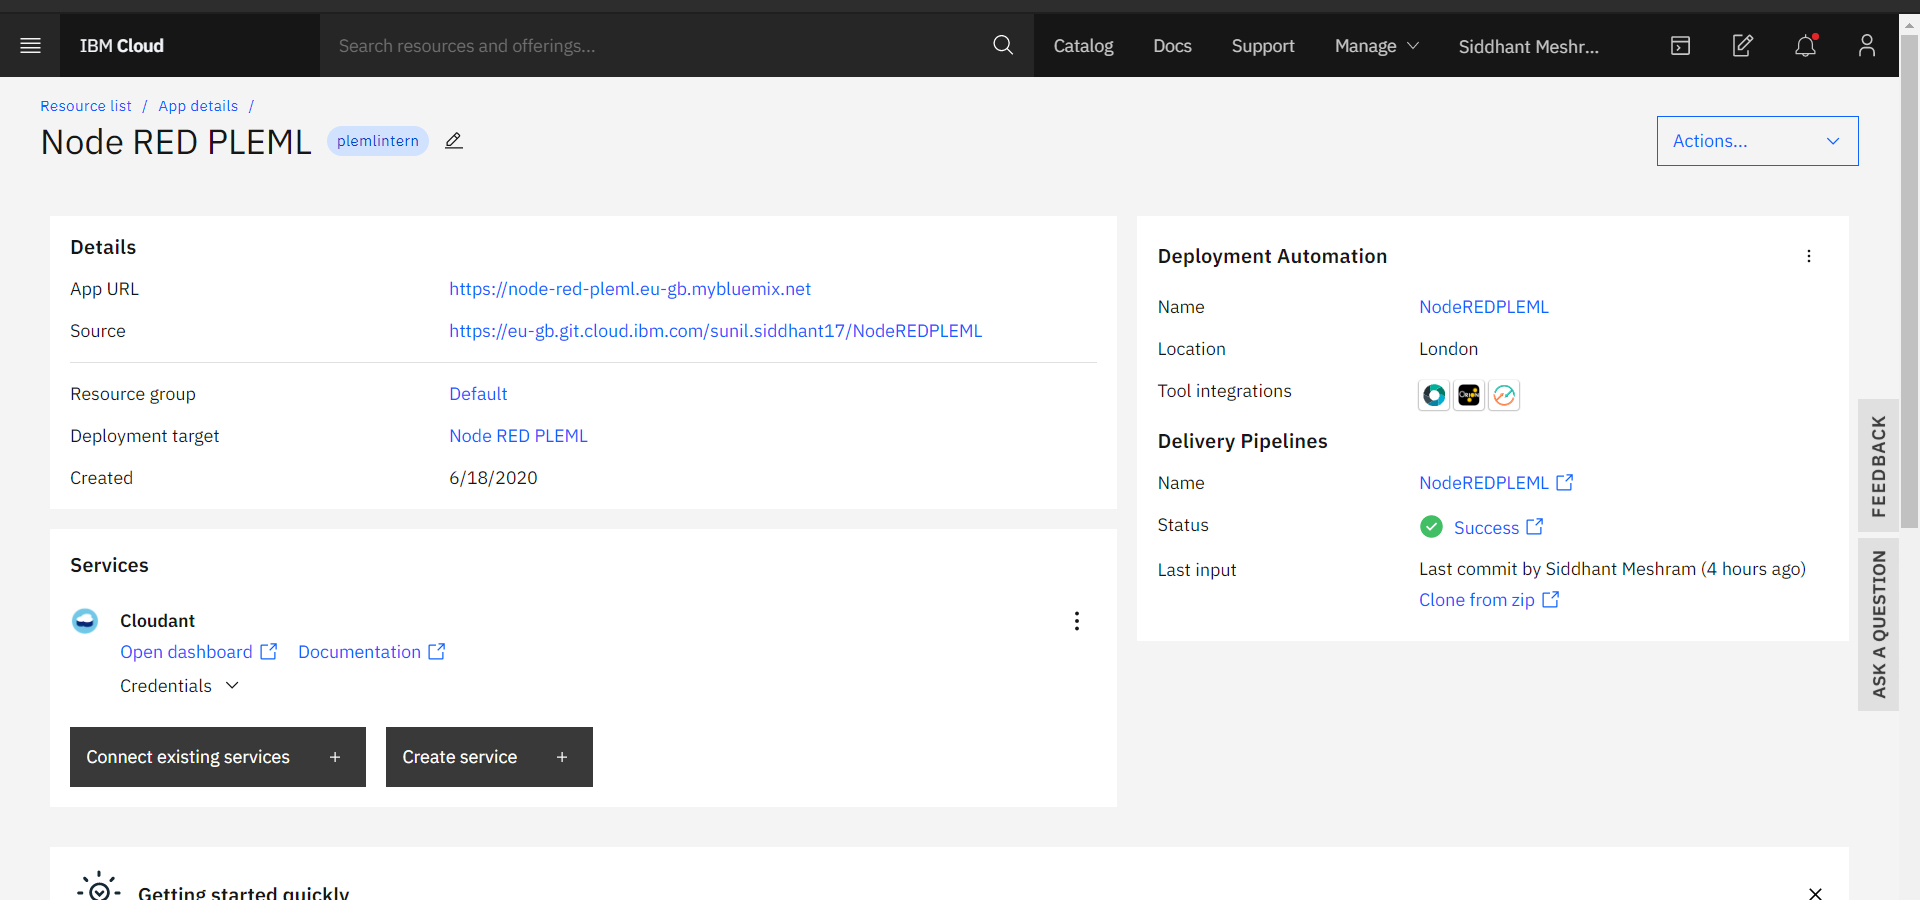 IBM Cloud
Search resources and offerings...
Catalog
Docs
Support
Manage
Siddhant Meshr...
Resource list / App details /
Node RED PLEML
plemlintern
Actions...
Details
App URL https://node-red-pleml.eu-gb.mybluemix.net
Source https://eu-gb.git.cloud.ibm.com/sunil.siddhant17/NodeREDPLEML
Resource group Default
Deployment target Node RED PLEML
Created 6/18/2020
Services
Cloudant
Open dashboard Documentation
Credentials
Connect existing services +
Create service +
Deployment Automation
Name NodeREDPLEML
Location London
Tool integrations
ORION
Delivery Pipelines
Name NodeREDPLEML
Status Success
Last input Last commit by Siddhant Meshram (4 hours ago)
Clone from zip
FEEDBACK
ASK A QUESTION
Getting started quickly